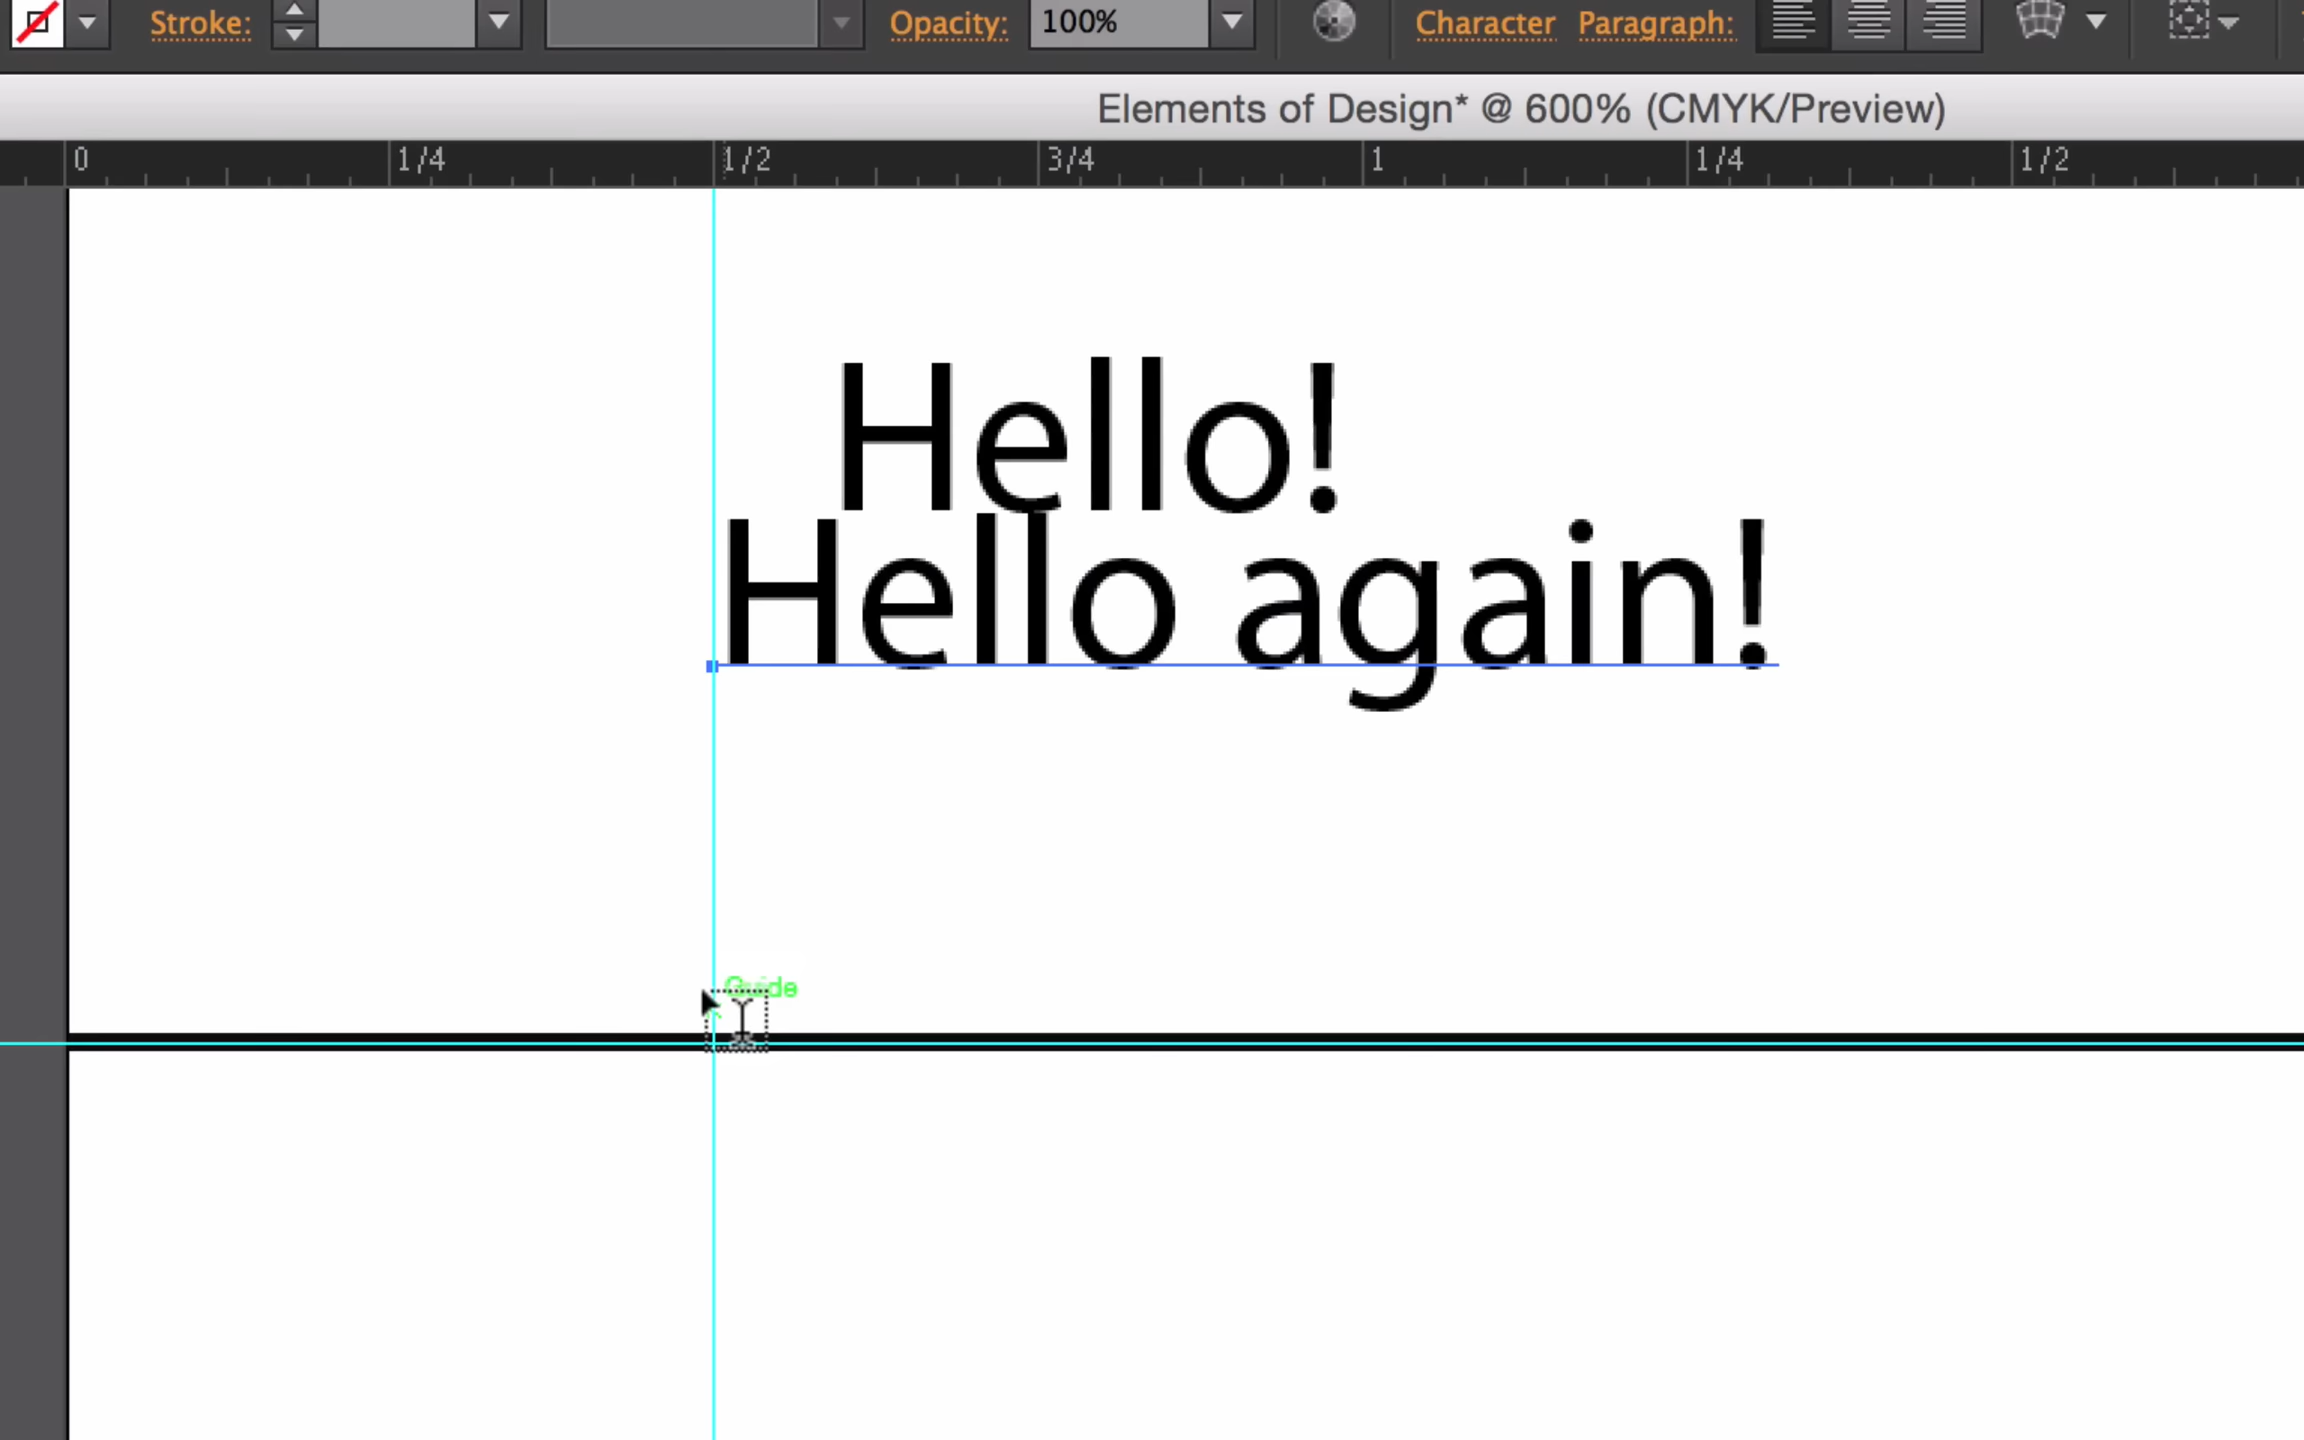 Stroke: Opacity: 100% Character Paragraph:
Elements of Design* @ 600% (CMYK/Preview)
0 1/4 1/2 3/4 1 1/4 1/2
Hello!
Hello again!
Guide